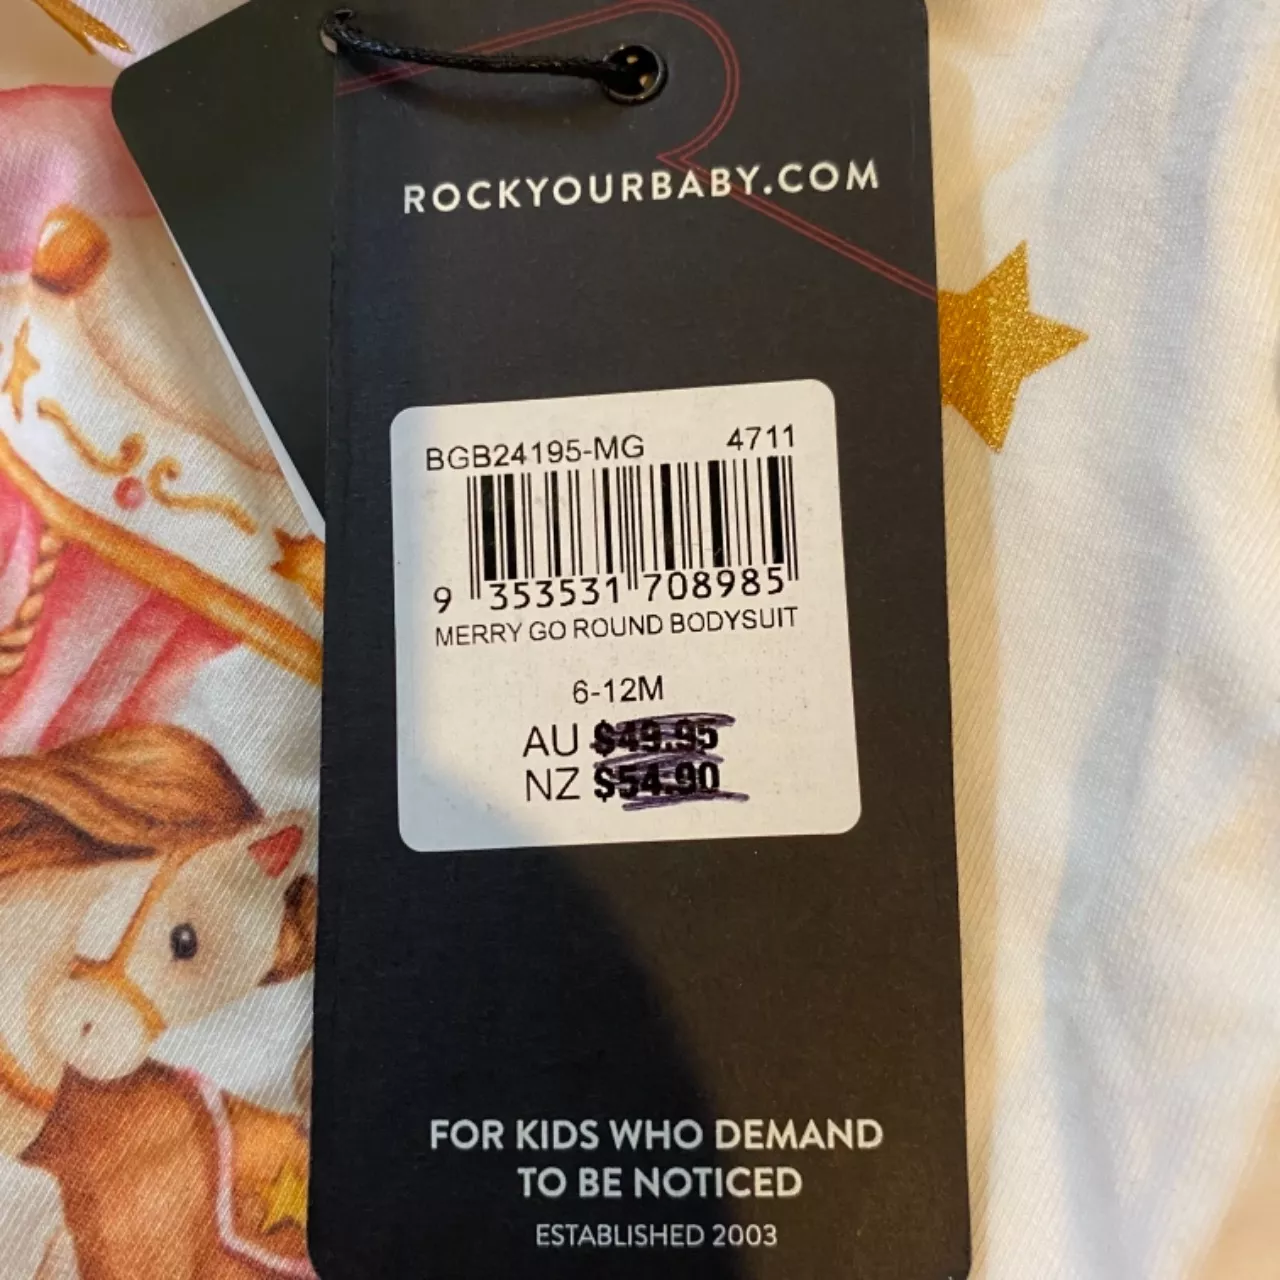 ROCKYOURBABY.COM
BGB24195-MG 4711
9 353531 708985
MERRY GO ROUND BODYSUIT
6-12M
AU $49.95
NZ $54.90
FOR KIDS WHO DEMAND
TO BE NOTICED
ESTABLISHED 2003